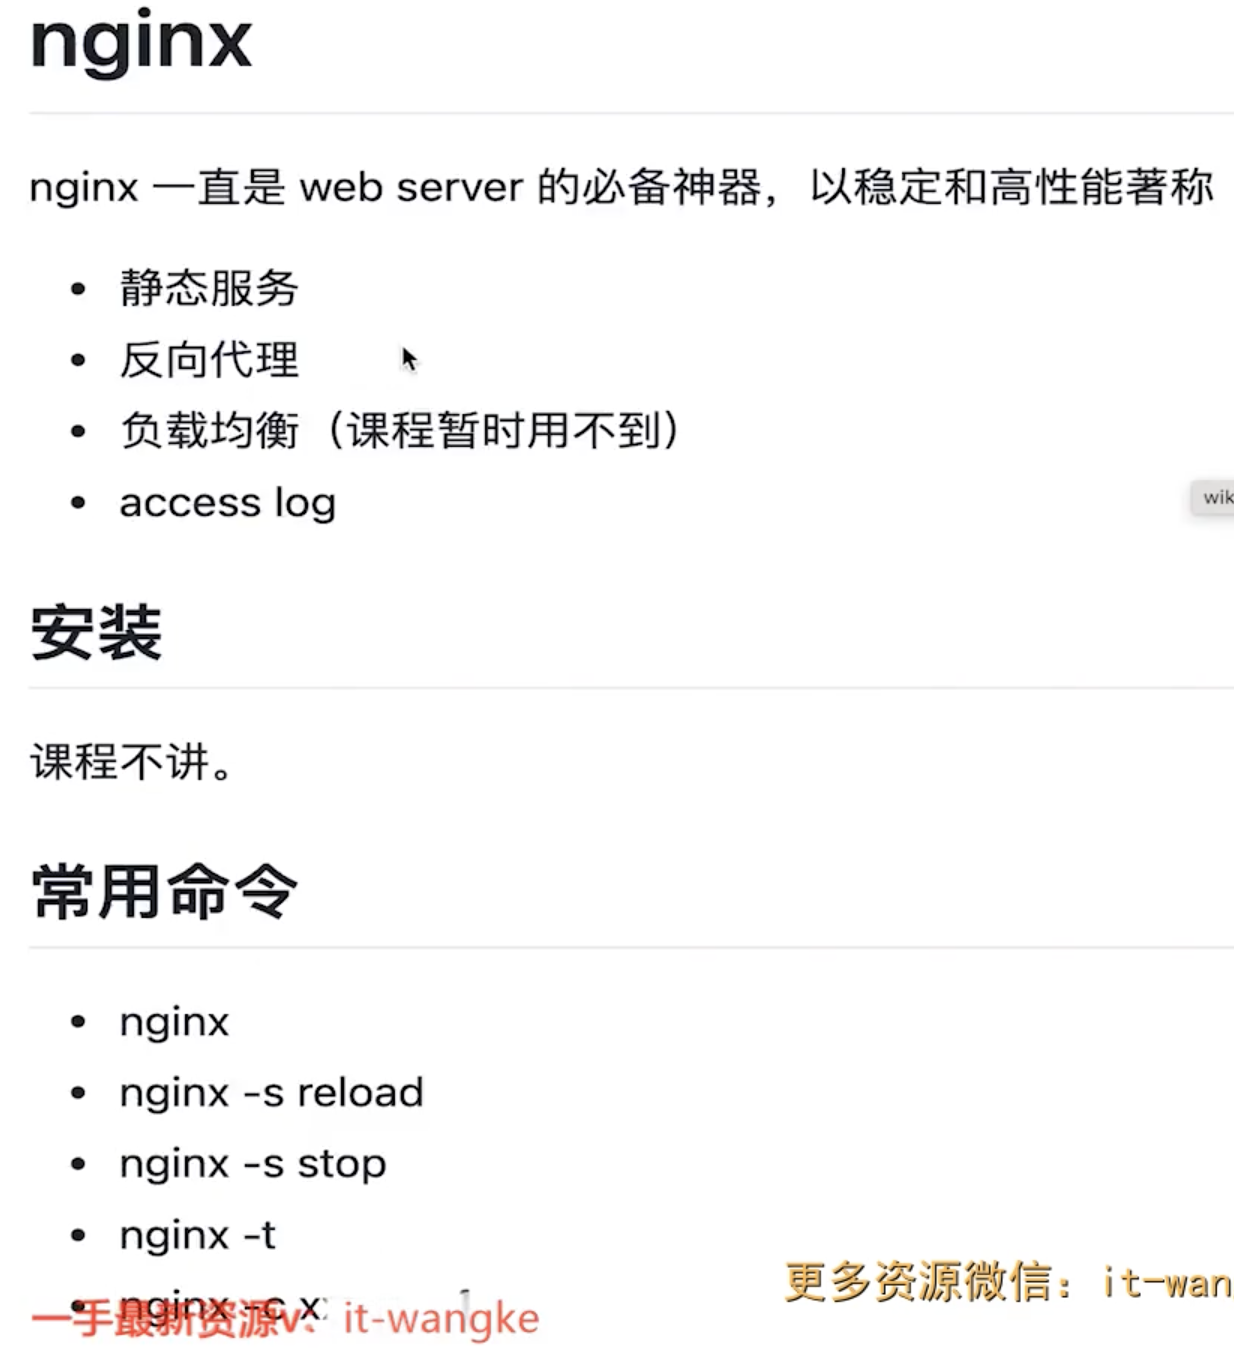 nginx
nginx 一直是 web server 的必备神器，以稳定和高性能著称
• 静态服务
• 反向代理
• 负载均衡（课程暂时用不到）
• access log
wik
安装
课程不讲。
常用命令
• nginx
• nginx -s reload
• nginx -s stop
• nginx -t
更多资源微信：it-wan
• nginx -c x
一手最新资源v：it-wangke